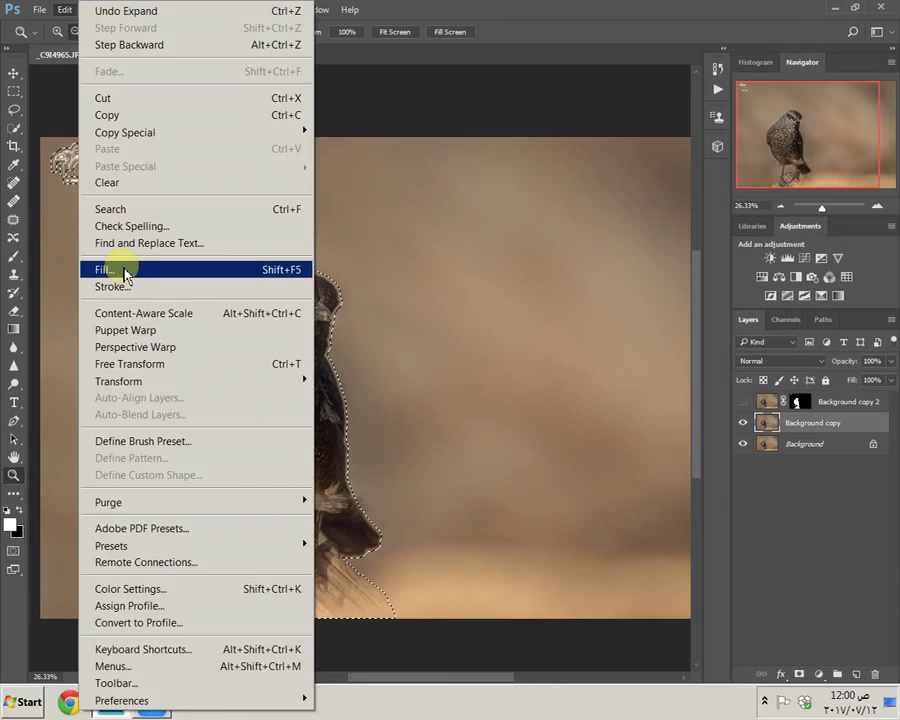 Ps File Edit Window Help
100% Fit Screen Fill Screen
_C9I4965.JP
Undo Expand Ctrl+Z
Step Forward Shift+Ctrl+Z
Step Backward Alt+Ctrl+Z
Fade... Shift+Ctrl+F
Cut Ctrl+X
Copy Ctrl+C
Copy Special
Paste Ctrl+V
Paste Special
Clear
Search Ctrl+F
Check Spelling...
Find and Replace Text...
Fill... Shift+F5
Stroke...
Content-Aware Scale Alt+Shift+Ctrl+C
Puppet Warp
Perspective Warp
Free Transform Ctrl+T
Transform
Auto-Align Layers...
Auto-Blend Layers...
Define Brush Preset...
Define Pattern...
Define Custom Shape...
Purge
Adobe PDF Presets...
Presets
Remote Connections...
Color Settings... Shift+Ctrl+K
Assign Profile...
Convert to Profile...
Keyboard Shortcuts... Alt+Shift+Ctrl+K
Menus... Alt+Shift+Ctrl+M
Toolbar...
Preferences
Histogram Navigator
26.33%
Libraries Adjustments
Add an adjustment
Layers Channels Paths
Kind
Normal Opacity: 100%
Lock: Fill: 100%
Background copy 2
Background copy
Background
26.33%
Start
12:00 ص
٢٠١٧/٠٧/١٢